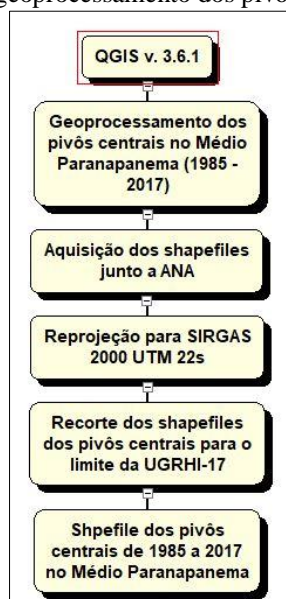 geoprocessamento dos pivô
QGIS v. 3.6.1
Geoprocessamento dos
pivôs centrais no Médio
Paranapanema (1985 -
2017)
Aquisição dos shapefiles
junto a ANA
Reprojeção para SIRGAS
2000 UTM 22s
Recorte dos shapefiles
dos pivôs centrais para o
limite da UGRHI-17
Shpefile dos pivôs
centrais de 1985 a 2017
no Médio Paranapanema